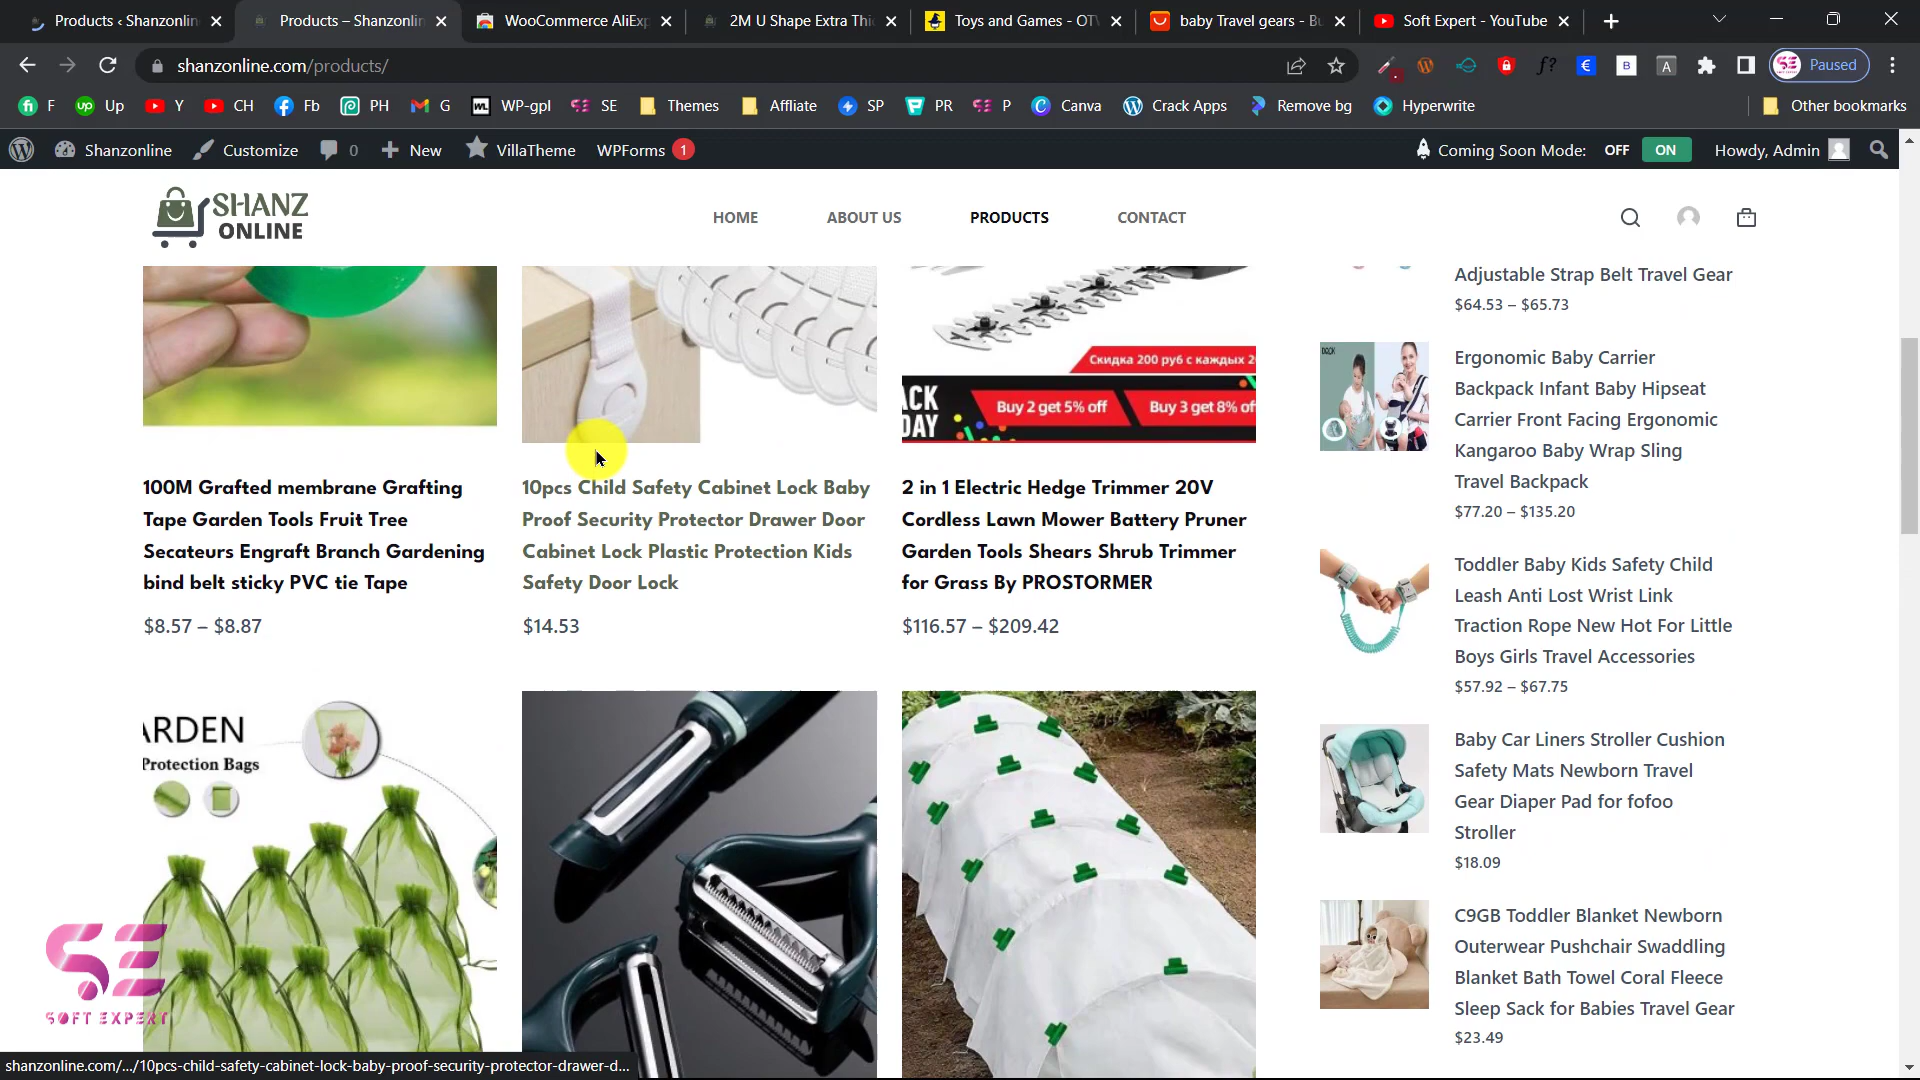 Products ‹ Shanzonlin
Products – Shanzonlin
WooCommerce AliExp
2M U Shape Extra Thi
Toys and Games - OT
baby Travel gears - Bu
Soft Expert - YouTube
shanzonline.com/products/
Paused
F
Up
Y
CH
Fb
PH
G
WP-gpl
SE
Themes
Affliate
SP
PR
P
Canva
Crack Apps
Remove bg
Hyperwrite
Other bookmarks
Shanzonline
Customize
0
New
VillaTheme
WPForms 1
Coming Soon Mode: OFF ON
Howdy, Admin
SHANZ
ONLINE
HOME
ABOUT US
PRODUCTS
CONTACT
Скидка 200 руб с каждых 2
ACK
DAY
Buy 2 get 5% off
Buy 3 get 8% of
100M Grafted membrane Grafting
Tape Garden Tools Fruit Tree
Secateurs Engraft Branch Gardening
bind belt sticky PVC tie Tape
$8.57 – $8.87
10pcs Child Safety Cabinet Lock Baby
Proof Security Protector Drawer Door
Cabinet Lock Plastic Protection Kids
Safety Door Lock
$14.53
2 in 1 Electric Hedge Trimmer 20V
Cordless Lawn Mower Battery Pruner
Garden Tools Shears Shrub Trimmer
for Grass By PROSTORMER
$116.57 – $209.42
ARDEN
Protection Bags
Adjustable Strap Belt Travel Gear
$64.53 – $65.73
Ergonomic Baby Carrier
Backpack Infant Baby Hipseat
Carrier Front Facing Ergonomic
Kangaroo Baby Wrap Sling
Travel Backpack
$77.20 – $135.20
Toddler Baby Kids Safety Child
Leash Anti Lost Wrist Link
Traction Rope New Hot For Little
Boys Girls Travel Accessories
$57.92 – $67.75
Baby Car Liners Stroller Cushion
Safety Mats Newborn Travel
Gear Diaper Pad for fofoo
Stroller
$18.09
C9GB Toddler Blanket Newborn
Outerwear Pushchair Swaddling
Blanket Bath Towel Coral Fleece
Sleep Sack for Babies Travel Gear
$23.49
SE
SOFT EXPERT
shanzonline.com/.../10pcs-child-safety-cabinet-lock-baby-proof-security-protector-drawer-d...